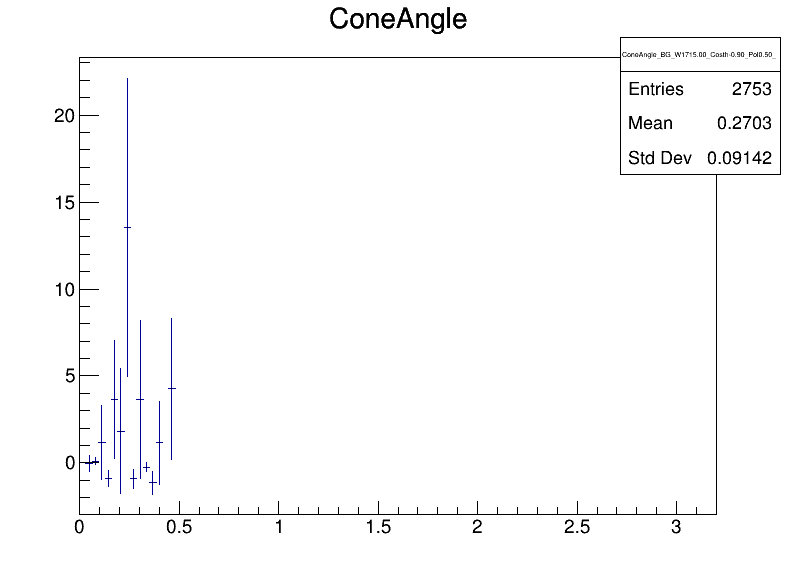 ConeAngle
ConeAngle_BG_W1715.00_Costh-0.90_Pol0.50_
Entries 2753
Mean 0.2703
Std Dev 0.09142
20
15
10
5
0
0 0.5 1 1.5 2 2.5 3